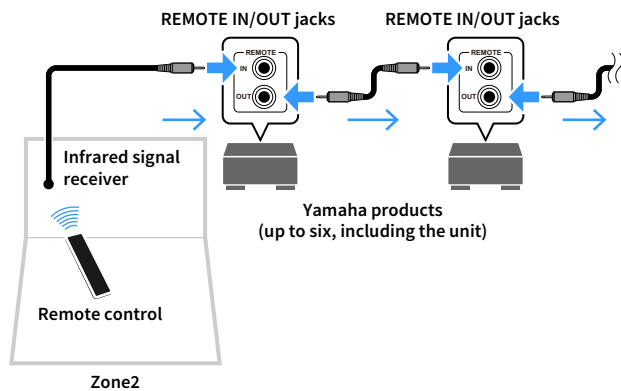 REMOTE IN/OUT jacks
REMOTE IN/OUT jacks
REMOTE
IN
OUT
REMOTE
IN
OUT
Infrared signal
receiver
Yamaha products
(up to six, including the unit)
Remote control
Zone2